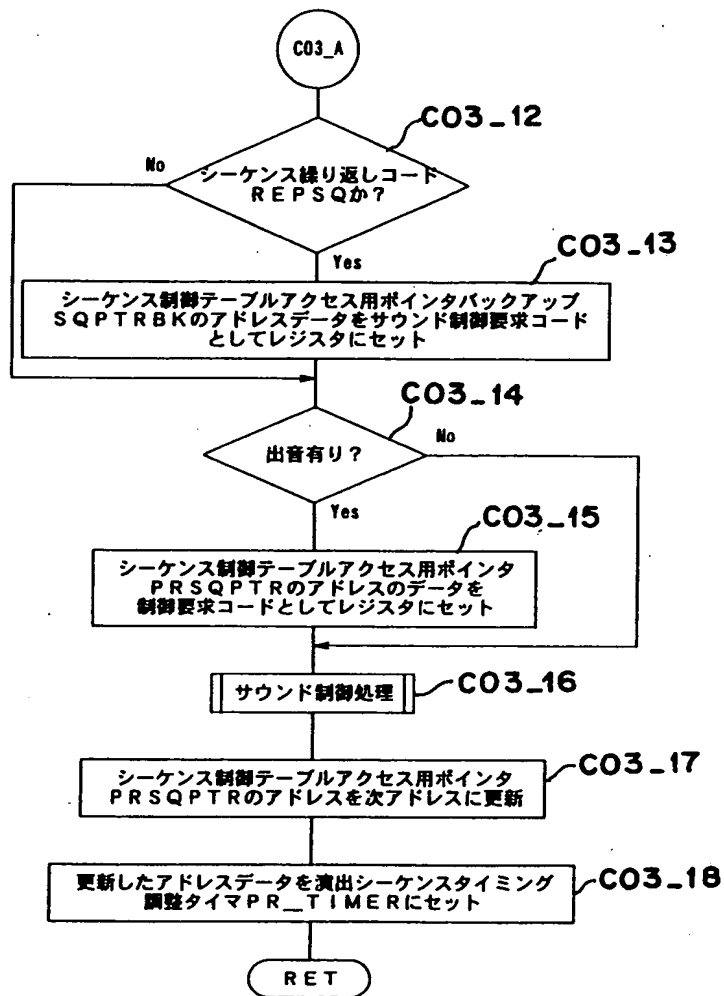 C03_A
C03_12
No
シーケンス繰り返しコード
REPSQか?
Yes
C03_13
シーケンス制御テーブルアクセス用ポインタバックアップ
SQPTRBKのアドレスデータをサウンド制御要求コード
としてレジスタにセット
C03_14
No
出音有り?
Yes
C03_15
シーケンス制御テーブルアクセス用ポインタ
PRSQPTRのアドレスのデータを
制御要求コードとしてレジスタにセット
サウンド制御処理
C03_16
シーケンス制御テーブルアクセス用ポインタ
PRSQPTRのアドレスを次アドレスに更新
C03_17
更新したアドレスデータを演出シーケンスタイミング
調整タイマPR_TIMERにセット
C03_18
RET